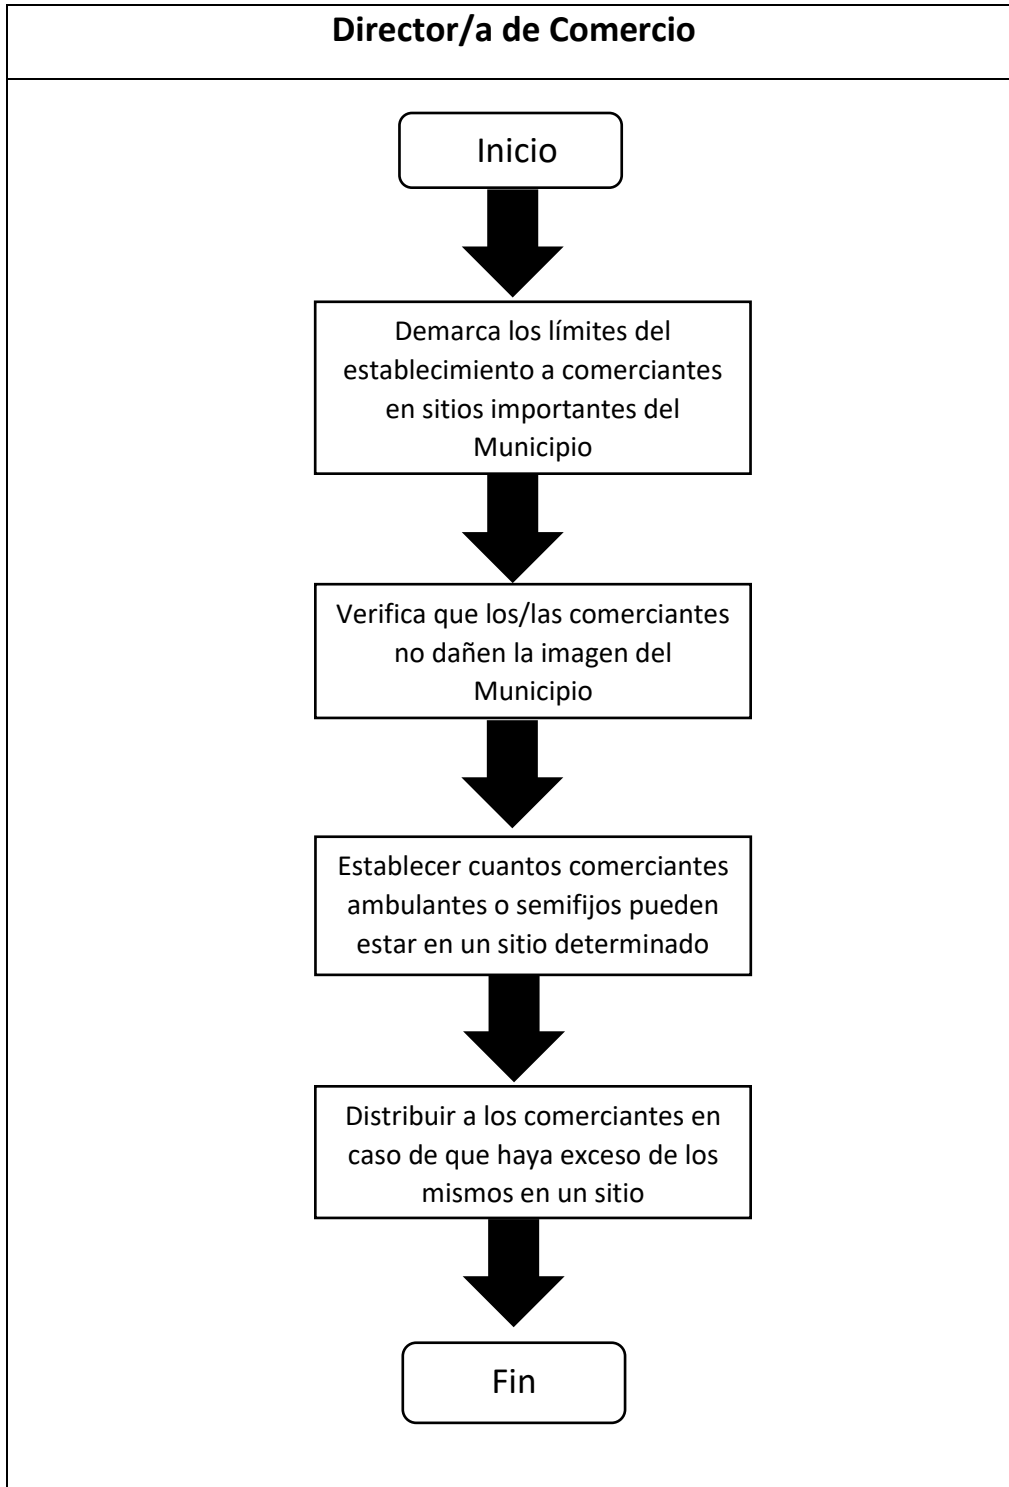 Director/a de Comercio
Inicio
Demarca los límites del
establecimiento a comerciantes
en sitios importantes del
Municipio
Verifica que los/las comerciantes
no dañen la imagen del
Municipio
Establecer cuantos comerciantes
ambulantes o semifijos pueden
estar en un sitio determinado
Distribuir a los comerciantes en
caso de que haya exceso de los
mismos en un sitio
Fin